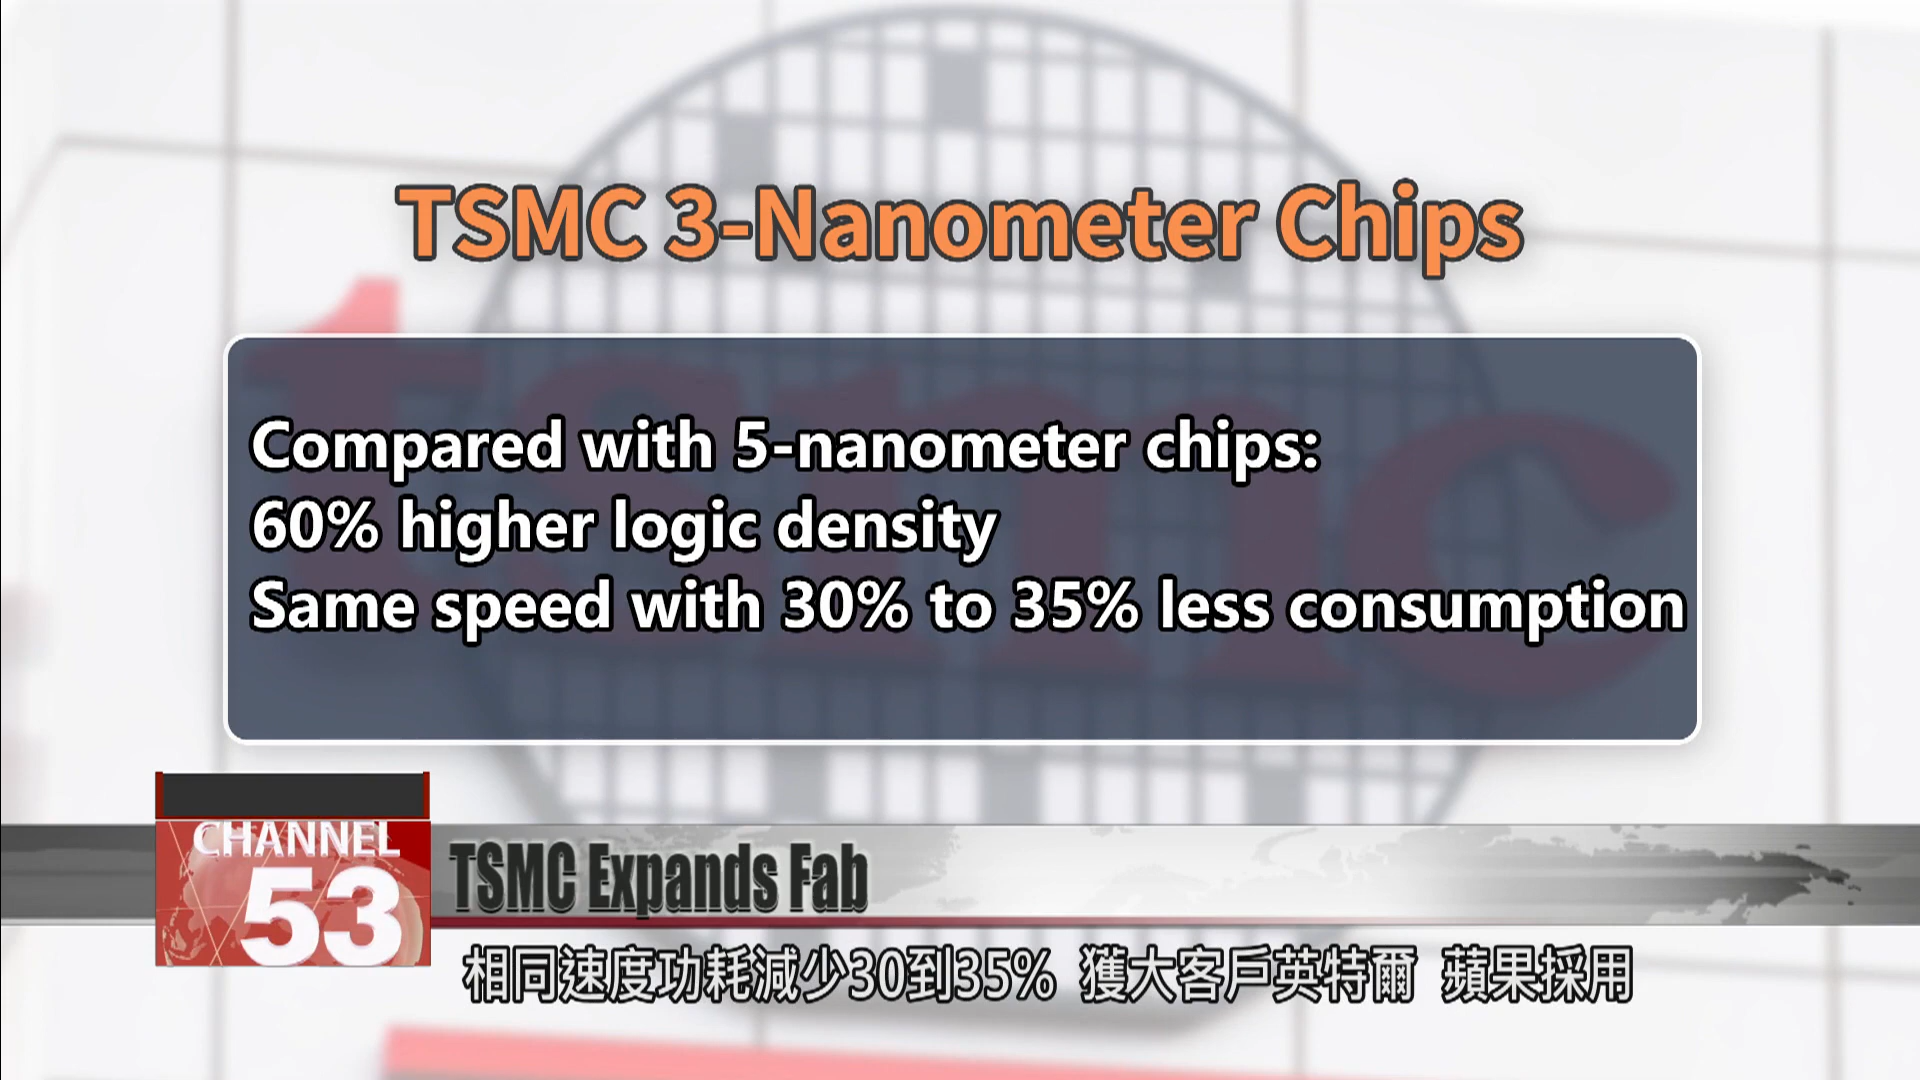 TSMC 3-Nanometer Chips
tsmc
Compared with 5-nanometer chips:
60% higher logic density
Same speed with 30% to 35% less consumption
CHANNEL
53
TSMC Expands Fab
相同速度功耗減少30到35% 獲大客戶英特爾 蘋果採用